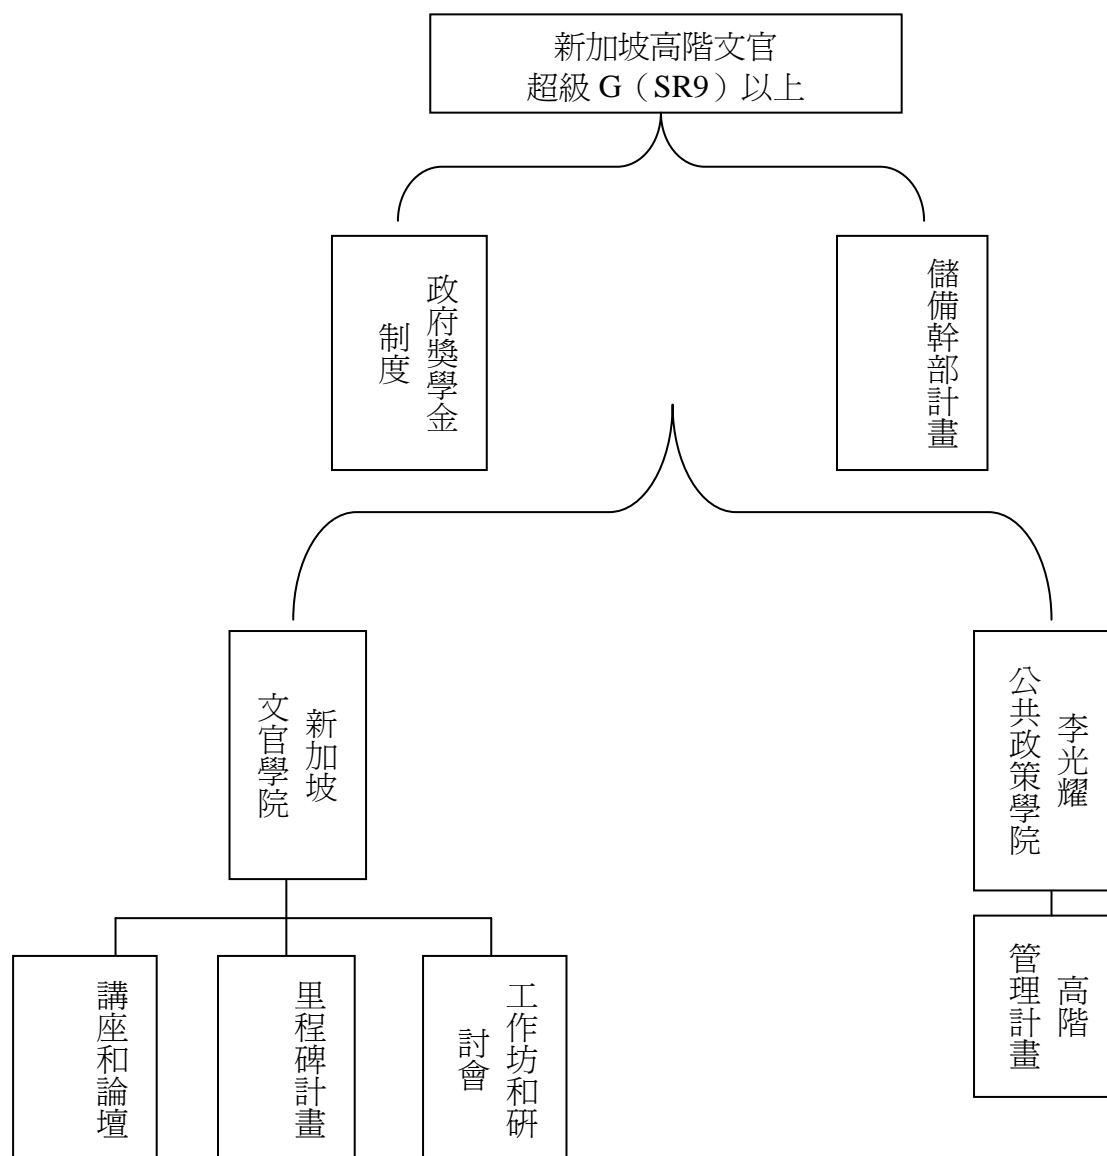 新加坡高階文官
超級 G（SR9）以上
政府獎學金
制度
儲備幹部計畫
新加坡
文官學院
李光耀
公共政策學院
講座和論壇
里程碑計畫
工作坊和研
討會
高階
管理計畫